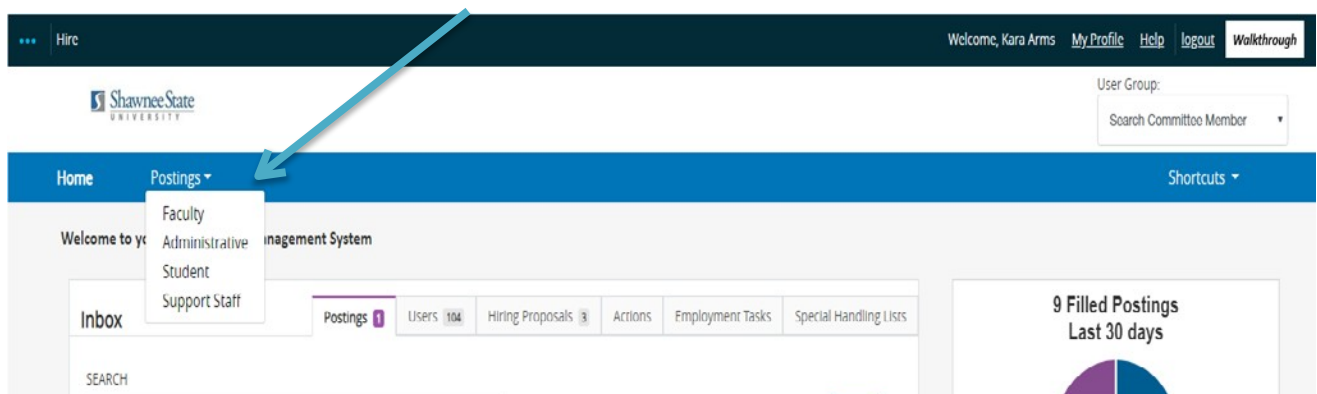 ••• Hire Welcome, Kara Arms My Profile Help logout Walkthrough
Shawnee State
UNIVERSITY
User Group:
Search Committee Member
Home Postings Shortcuts
Faculty
Administrative
Student
Support Staff
Welcome to yo nagement System
Inbox Postings 1 Users 104 Hiring Proposals 3 Actions Employment Tasks Special Handling Lists
SEARCH
9 Filled Postings
Last 30 days